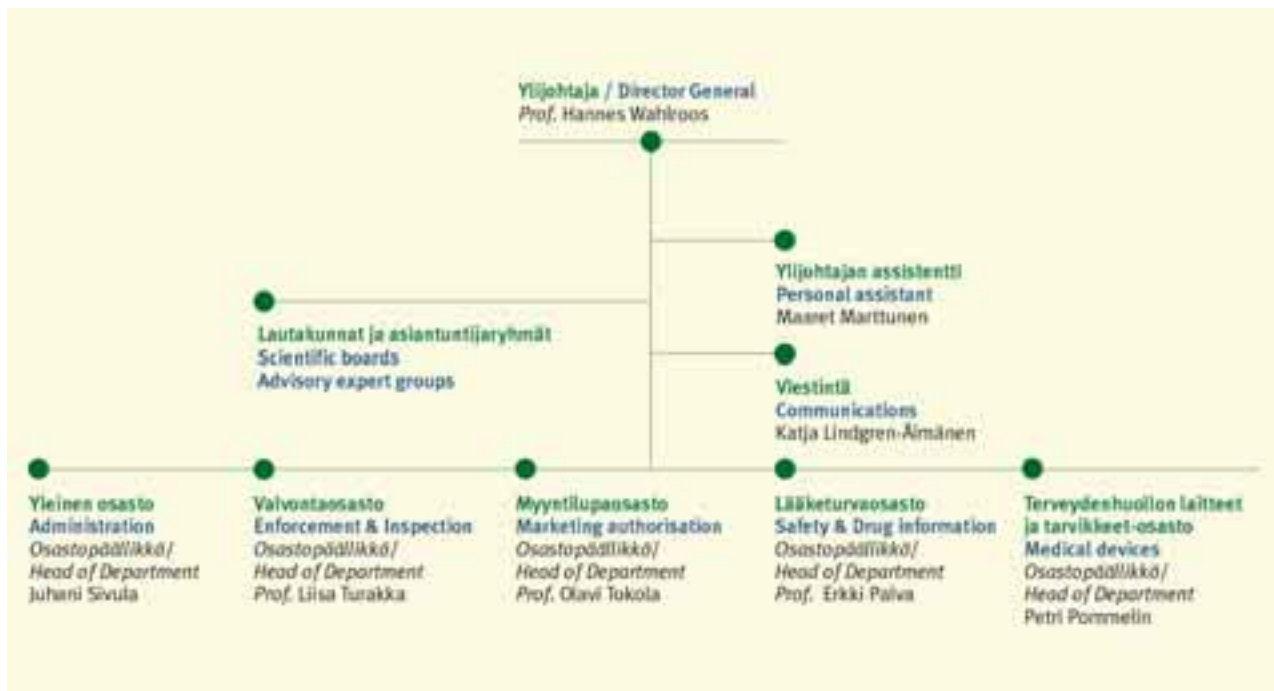 Ylijohtaja / Director General
Prof. Hannes Wahlroos
Ylijohtajan assistentti
Personal assistant
Maaret Marttunen
Lautakunnat ja asiantuntijaryhmät
Scientific boards
Advisory expert groups
Viestintä
Communications
Katja Lindgren-Äimänen
Yleinen osasto
Administration
Osastopäällikkö/
Head of Department
Juhani Sivula
Valvontaosasto
Enforcement & Inspection
Osastopäällikkö/
Head of Department
Prof. Liisa Turakka
Myyntilupaosasto
Marketing authorisation
Osastopäällikkö/
Head of Department
Prof. Olavi Tokola
Lääketurvaosasto
Safety & Drug information
Osastopäällikkö/
Head of Department
Prof. Erkki Palva
Terveydenhuollon laitteet
ja tarvikkeet-osasto
Medical devices
Osastopäällikkö/
Head of Department
Petri Pommelin